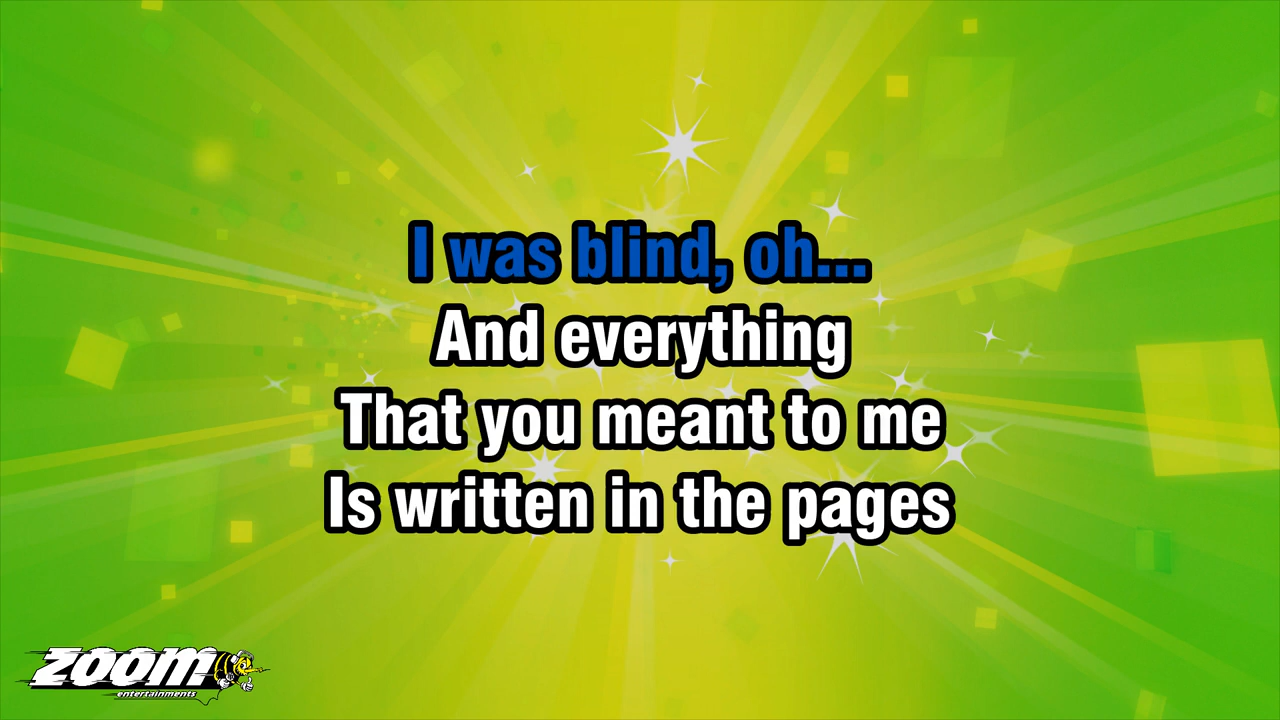 I was blind, oh...
And everything
That you meant to me
Is written in the pages
zoom
entertainments